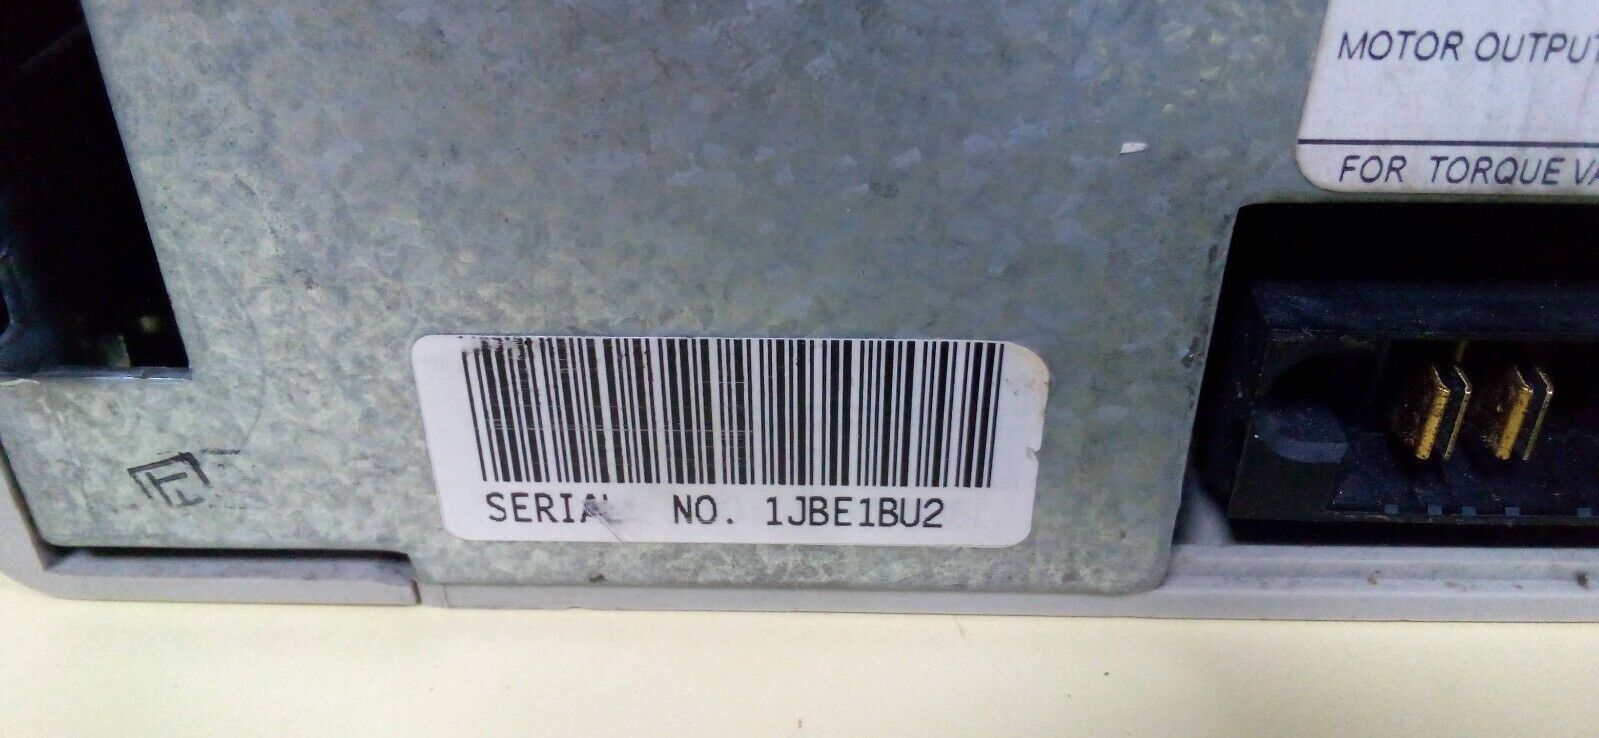 MOTOR OUTPUT
FOR TORQUE VA
SERIAL NO. 1JBE1BU2